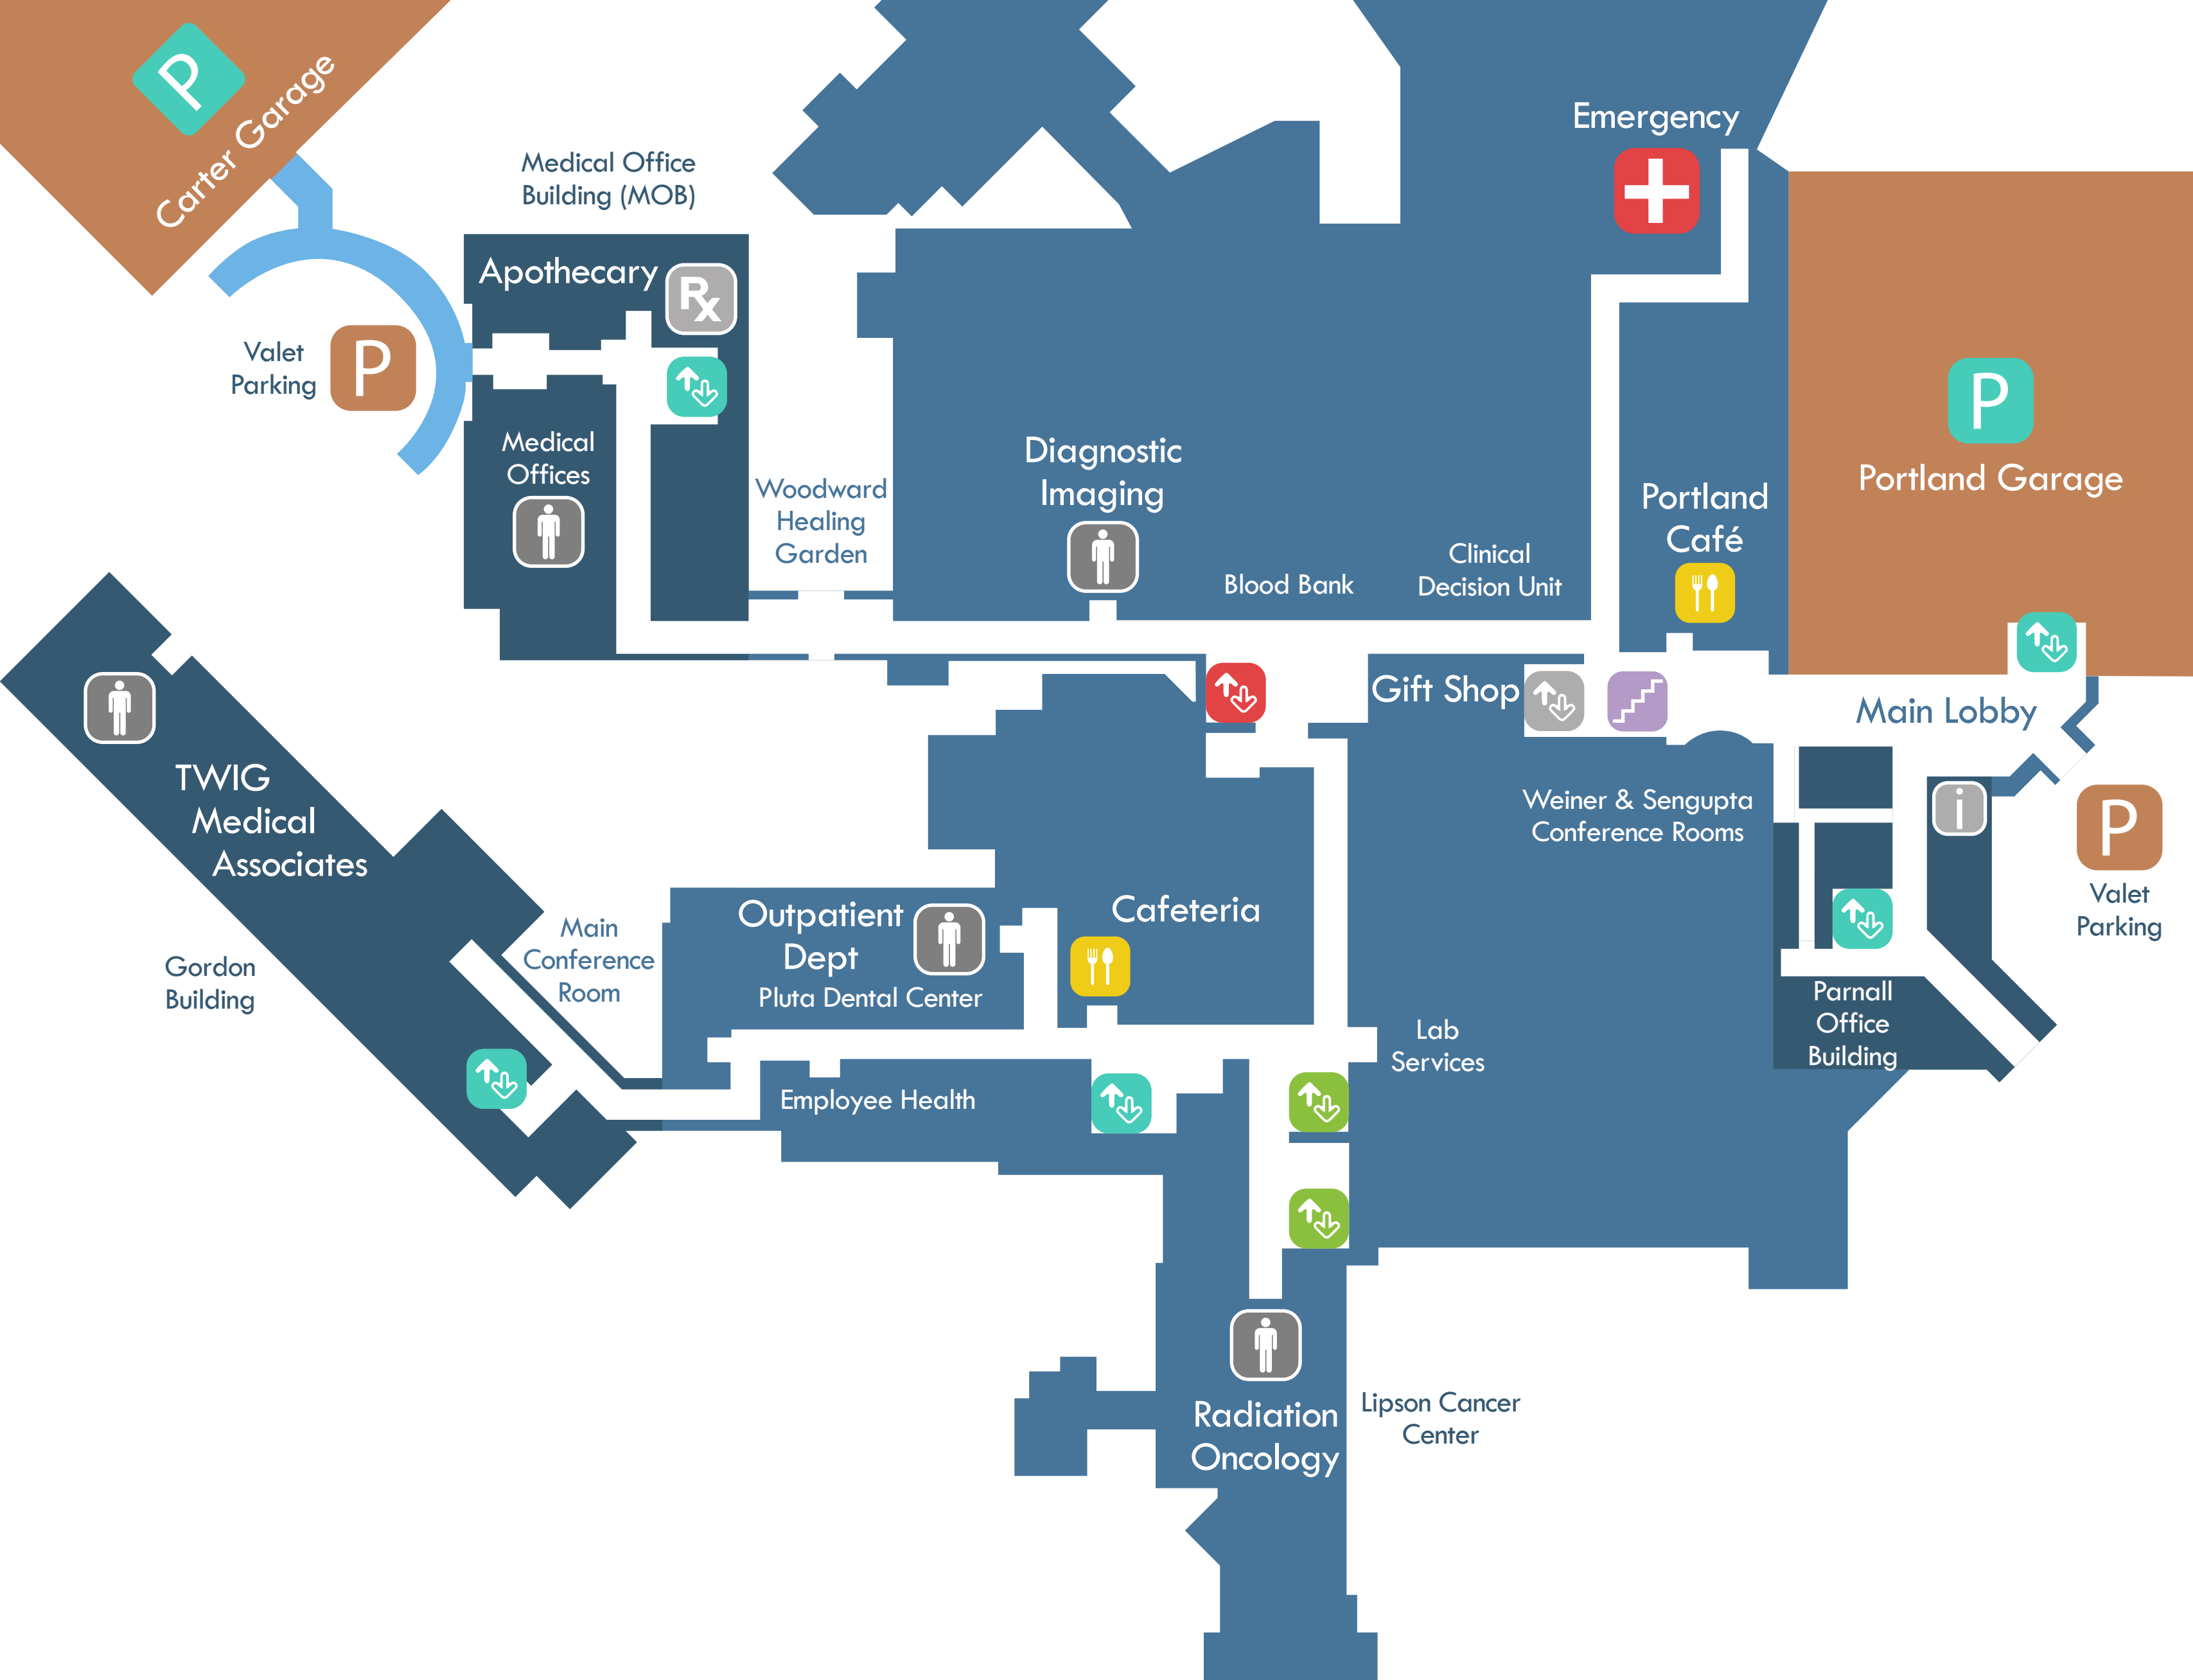 P
Carter Garage
Medical Office
Building (MOB)
Emergency
Apothecary
Rx
Valet
Parking
P
Medical
Offices
Woodward
Healing
Garden
Diagnostic
Imaging
Blood Bank
Clinical
Decision Unit
Portland
Café
P
Portland Garage
Gift Shop
Main Lobby
TWIG
Medical
Associates
Gordon
Building
Main
Conference
Room
Outpatient
Dept
Pluta Dental Center
Cafeteria
Weiner & Sengupta
Conference Rooms
i
P
Valet
Parking
Parnall
Office
Building
Lab
Services
Employee Health
Radiation
Oncology
Lipson Cancer
Center